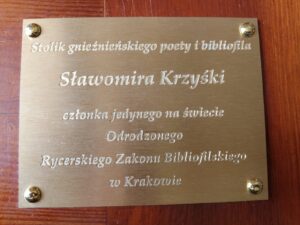 Stolik gnieźnieńskiego poety i bibliofila
Sławomira Krzyśki
członka jedynego na świecie
Odrodzonego
Rycerskiego Zakonu Bibliofilskiego
w Krakowie